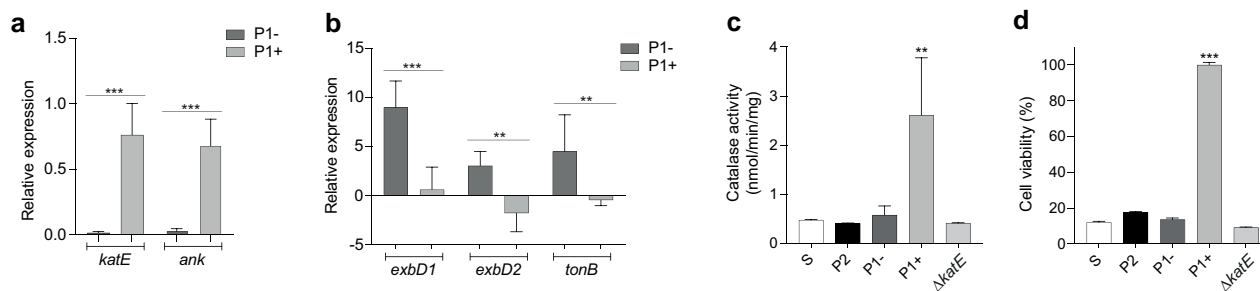 a
P1-
P1+
1.5
1.0
0.5
0.0
Relative expression
***
***
katE
ank
b
P1-
P1+
15
10
5
0
-5
Relative expression
***
**
**
exbD1
exbD2
tonB
c
4
3
2
1
0
Catalase activity
(nmol/min/mg)
**
S
P2
P1-
P1+
ΔkatE
d
100
80
60
40
20
0
Cell viability (%)
***
S
P2
P1-
P1+
ΔkatE